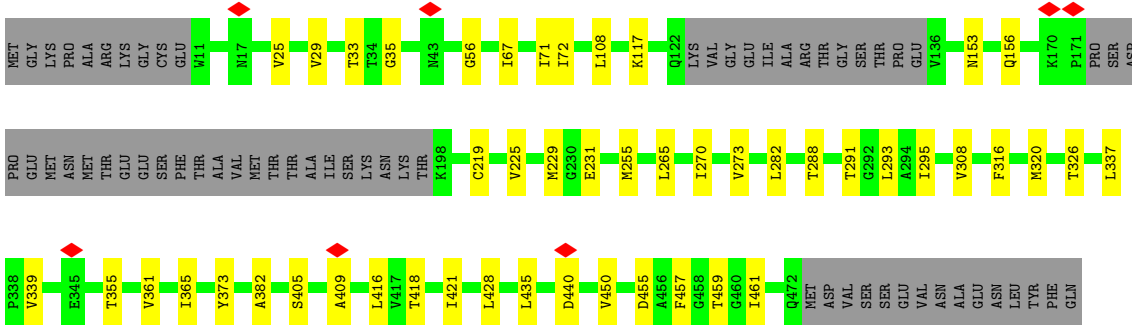 MET GLY LYS PRO ALA ARG LYS GLY CYS GLU W11 N17 V25 V29 T33 T34 G35 N43 G56 I67 I71 I72 L108 K117 Q122 LYS VAL GLY GLU ILE ALA ARG THR GLY SER THR PRO GLU V136 N153 Q156 K170 P171 PRO SER ASP
PRO GLU MET ASN MET THR GLU GLU SER PHE THR ALA VAL MET THR THR ALA ILE SER LYS ASN LYS THR K198 C219 V225 M229 G230 E231 M255 L265 I270 V273 L282 T288 T291 G292 L293 A294 I295 V308 F316 M320 T326 L337
P338 V339 E345 T355 V361 I365 Y373 A382 S405 A409 L416 V417 T418 I421 L428 L435 D440 V450 D455 A456 F457 G458 T459 G460 I461 Q472 MET ASP VAL SER SER GLU VAL ASN ALA GLU ASN LEU TYR PHE GLN